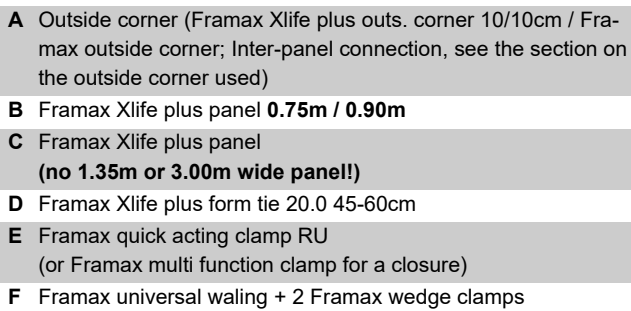 A Outside corner (Framax Xlife plus outs. corner 10/10cm / Fra-
max outside corner; Inter-panel connection, see the section on
the outside corner used)
B Framax Xlife plus panel 0.75m / 0.90m
C Framax Xlife plus panel
(no 1.35m or 3.00m wide panel!)
D Framax Xlife plus form tie 20.0 45-60cm
E Framax quick acting clamp RU
(or Framax multi function clamp for a closure)
F Framax universal waling + 2 Framax wedge clamps